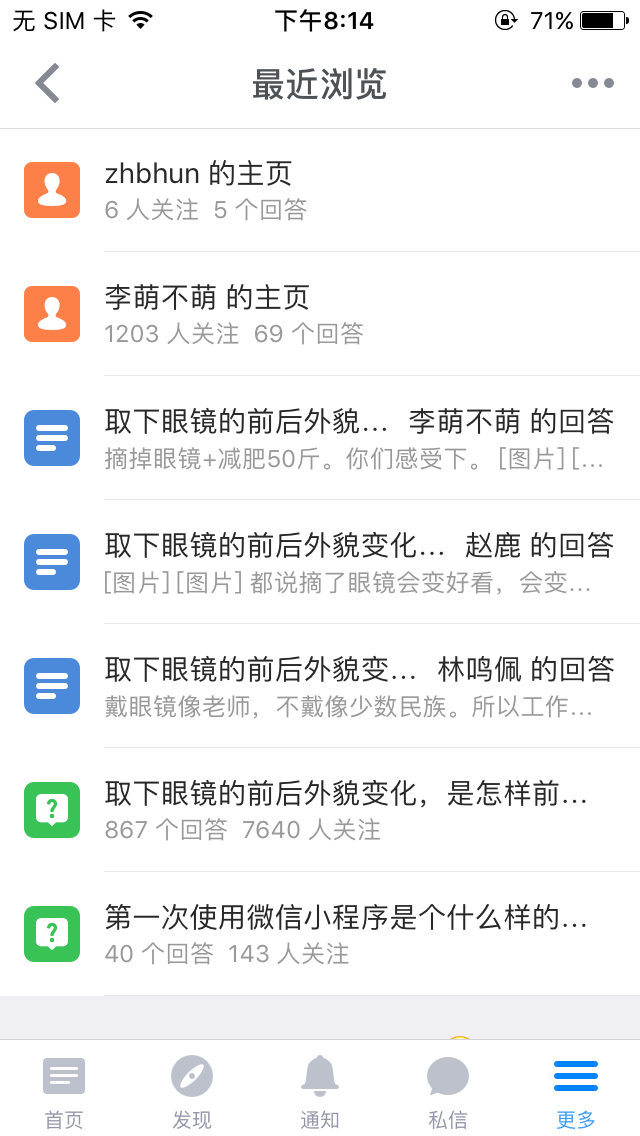 无 SIM 卡 下午8:14 71%
最近浏览
zhbhun 的主页
6 人关注 5 个回答
李萌不萌 的主页
1203 人关注 69 个回答
取下眼镜的前后外貌… 李萌不萌 的回答
摘掉眼镜+减肥50斤。你们感受下。[图片][…
取下眼镜的前后外貌变化… 赵鹿 的回答
[图片][图片] 都说摘了眼镜会变好看，会变…
取下眼镜的前后外貌变… 林鸣佩 的回答
戴眼镜像老师，不戴像少数民族。所以工作…
取下眼镜的前后外貌变化，是怎样前…
867 个回答 7640 人关注
第一次使用微信小程序是个什么样的…
40 个回答 143 人关注
首页 发现 通知 私信 更多